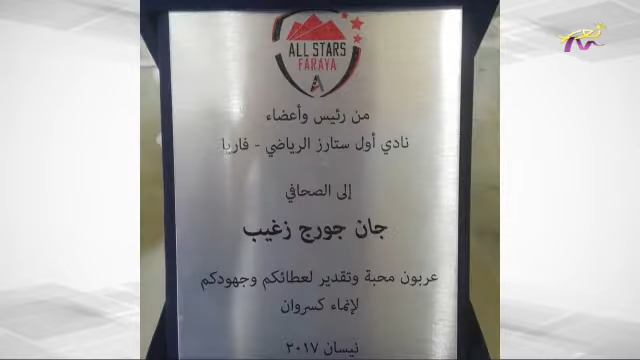 ALL STARS
FARAYA
من رئيس وأعضاء
نادي أول ستارز الرياضي - فاريا
إلى الصحافي
جان جورج زغيب
عربون محبة وتقدير لعطائكم وجهودكم
لإنماء كسروان
نيسان ٢٠١٧
TV